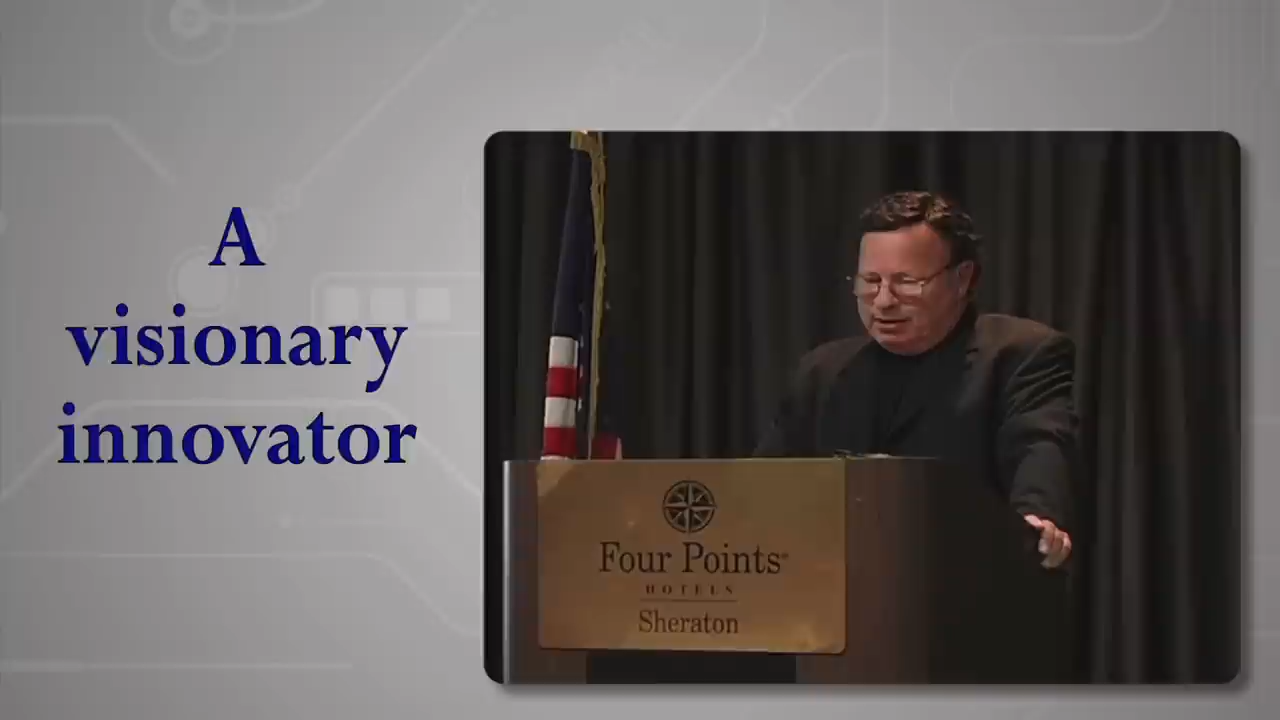 A
visionary
innovator
Four Points®
HOTELS
Sheraton